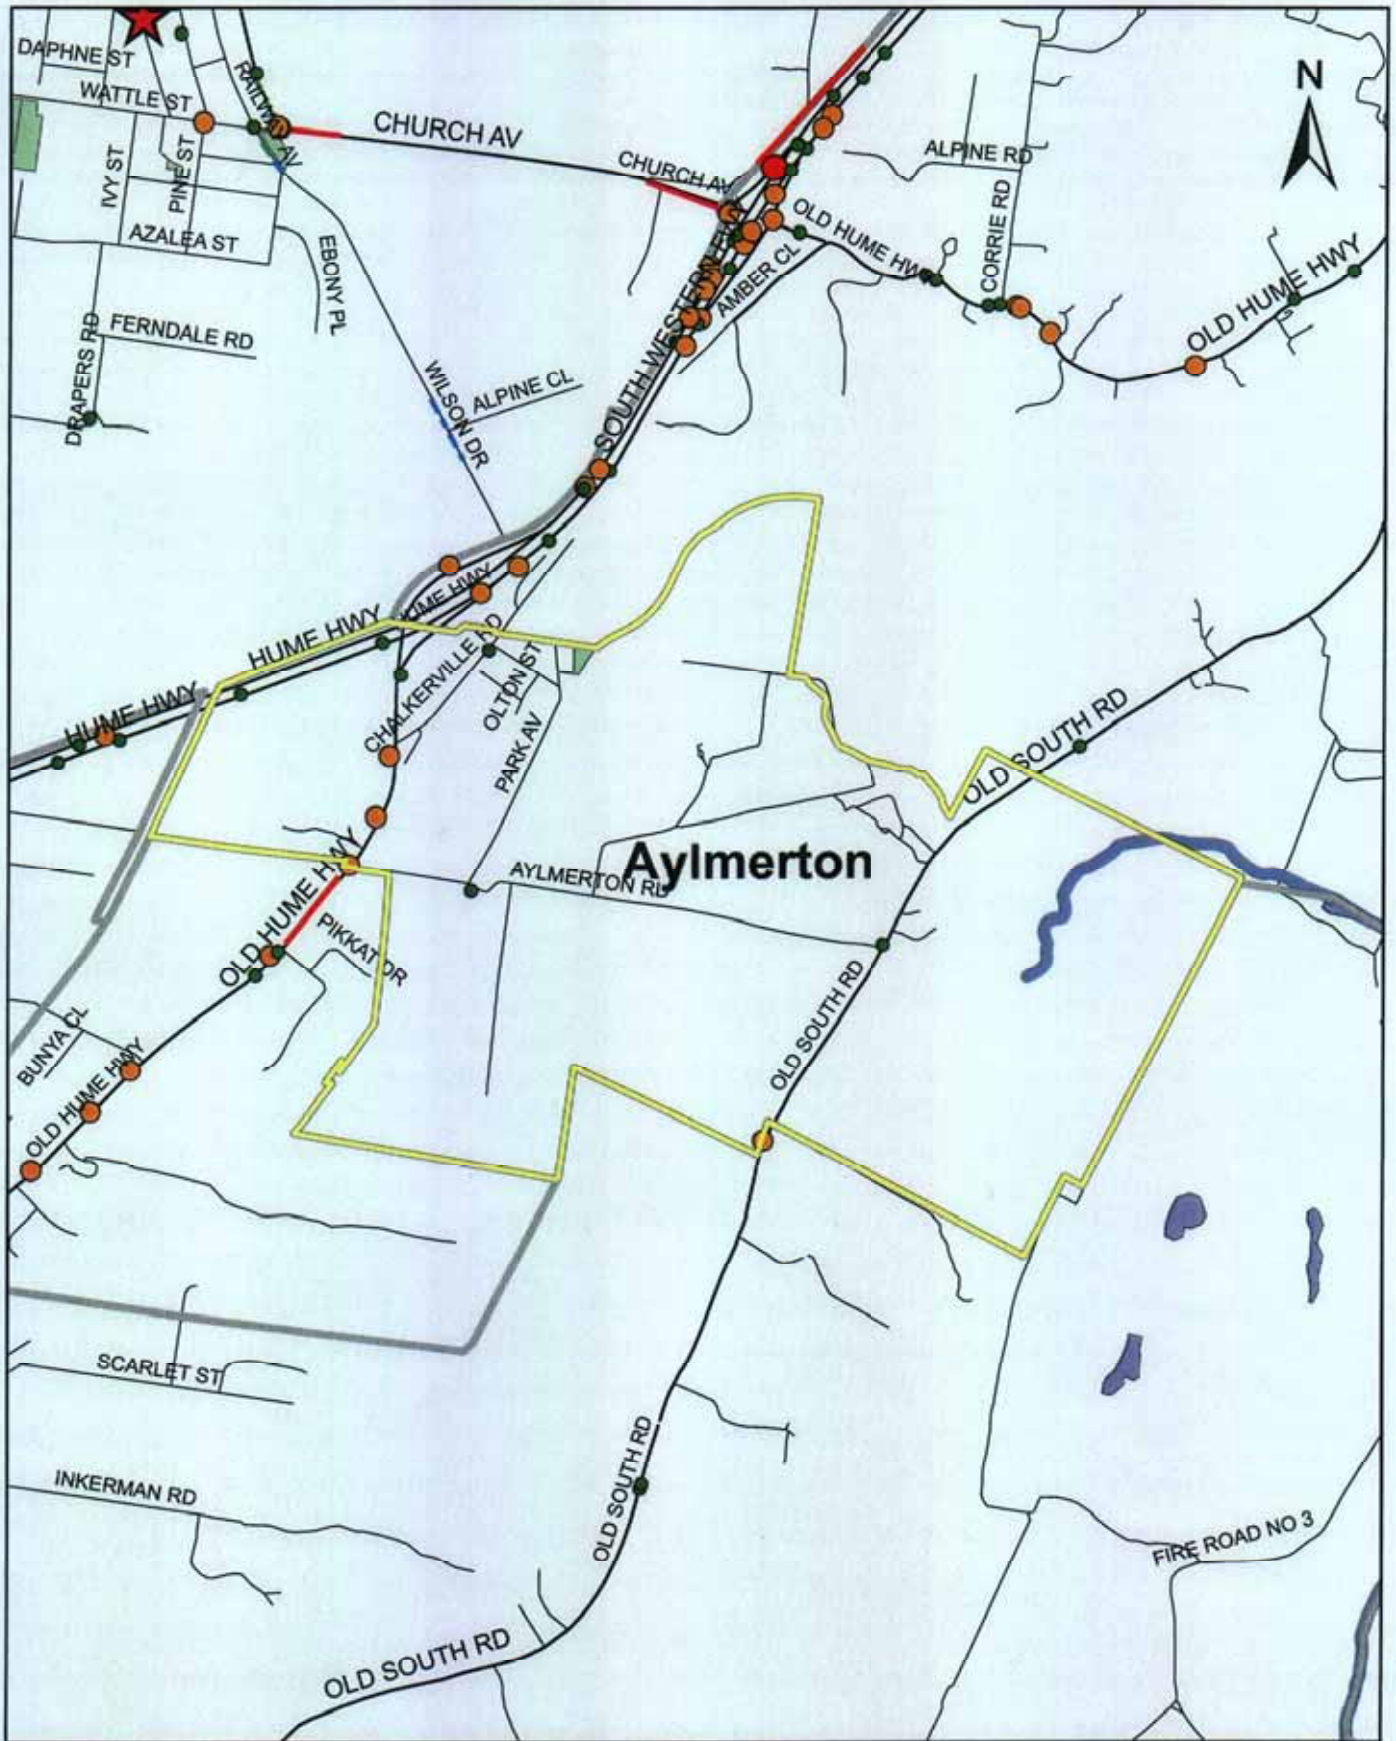 N
DAPHNE ST
WATTLE ST
RAILWAY AV
CHURCH AV
CHURCH AV
ALPINE RD
IVY ST
PINE ST
AZALEA ST
EBONY PL
OLD HUME HWY
CORRIE RD
OLD HUME HWY
AMBER CL
SOUTH WESTERN
FERNDALE RD
DRAPERS RD
WILSON DR
ALPINE CL
HUME HWY
HUME HWY
HUME HWY
CHALKERVILLE RD
OLTON ST
PARK AV
OLD SOUTH RD
Aylmerton
AYLMERTON RD
OLD HUME HWY
PIKKAT DR
OLD SOUTH RD
BUNYA CL
OLD HUME HWY
SCARLET ST
INKERMAN RD
OLD SOUTH RD
FIRE ROAD NO 3
OLD SOUTH RD